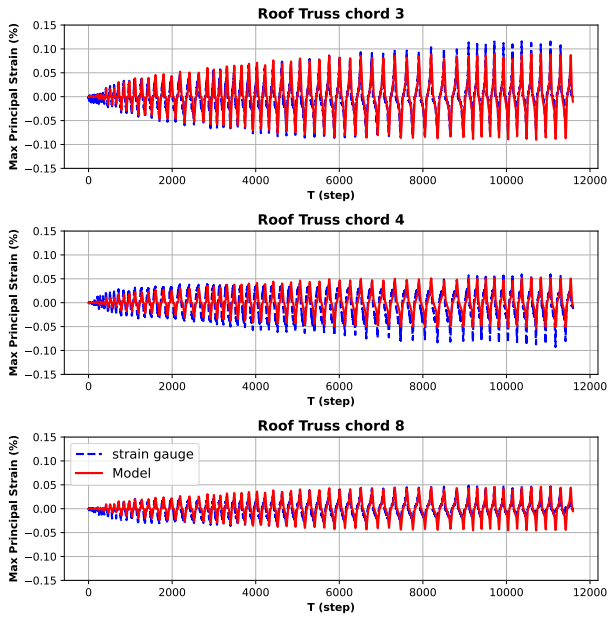 Roof Truss chord 3
Max Principal Strain (%)
0.15
0.10
0.05
0.00
−0.05
−0.10
−0.15
0 2000 4000 6000 8000 10000 12000
T (step)
Roof Truss chord 4
Max Principal Strain (%)
0.15
0.10
0.05
0.00
−0.05
−0.10
−0.15
0 2000 4000 6000 8000 10000 12000
T (step)
Roof Truss chord 8
Max Principal Strain (%)
0.15
0.10
0.05
0.00
−0.05
−0.10
−0.15
strain gauge
Model
0 2000 4000 6000 8000 10000 12000
T (step)